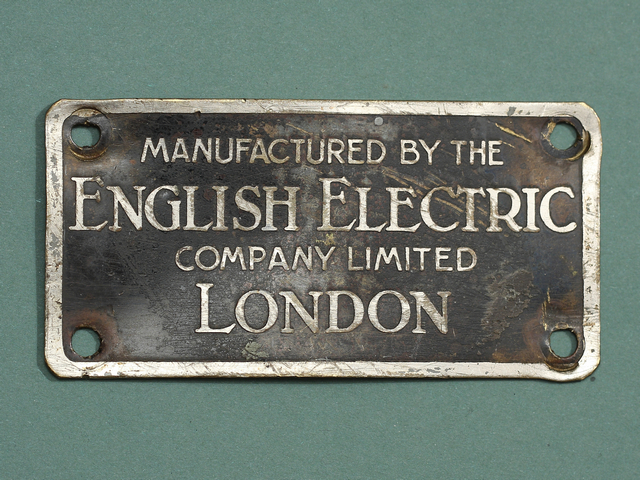 MANUFACTURED BY THE
ENGLISH ELECTRIC
COMPANY LIMITED
LONDON